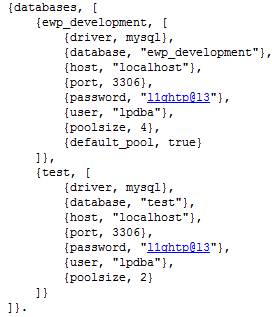 {databases, [
{ewp_development, [
{driver, mysql},
{database, "ewp_development"},
{host, "localhost"},
{port, 3306},
{password, "l1ghtp@l3"},
{user, "lpdba"},
{poolsize, 4},
{default_pool, true}
]},
{test, [
{driver, mysql},
{database, "test"},
{host, "localhost"},
{port, 3306},
{password, "l1ghtp@l3"},
{user, "lpdba"},
{poolsize, 2}
]}
]}.